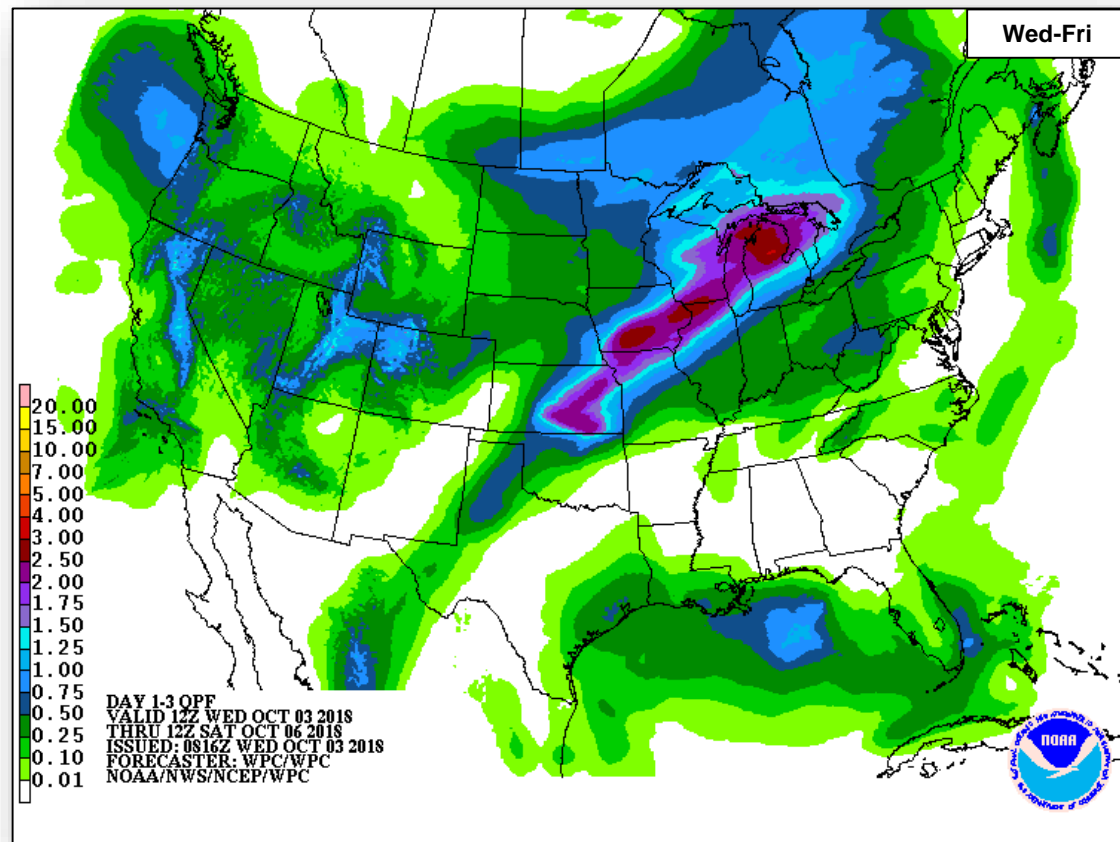 Wed-Fri
20.00
15.00
10.00
7.00
5.00
4.00
3.00
2.50
2.00
1.75
1.50
1.25
1.00
0.75
0.50
0.25
0.10
0.01
DAY 1-3 QPF
VALID 12Z WED OCT 03 2018
THRU 12Z SAT OCT 06 2018
ISSUED: 0816Z WED OCT 03 2018
FORECASTER: WPC/WPC
NOAA/NWS/NCEP/WPC
NOAA